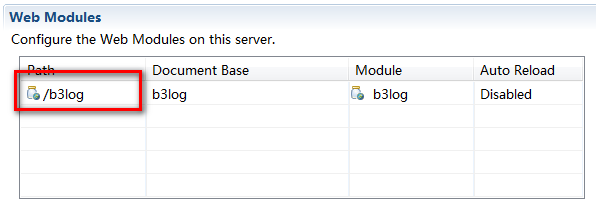 Web Modules
Configure the Web Modules on this server.
Path Document Base Module Auto Reload
/b3log b3log b3log Disabled